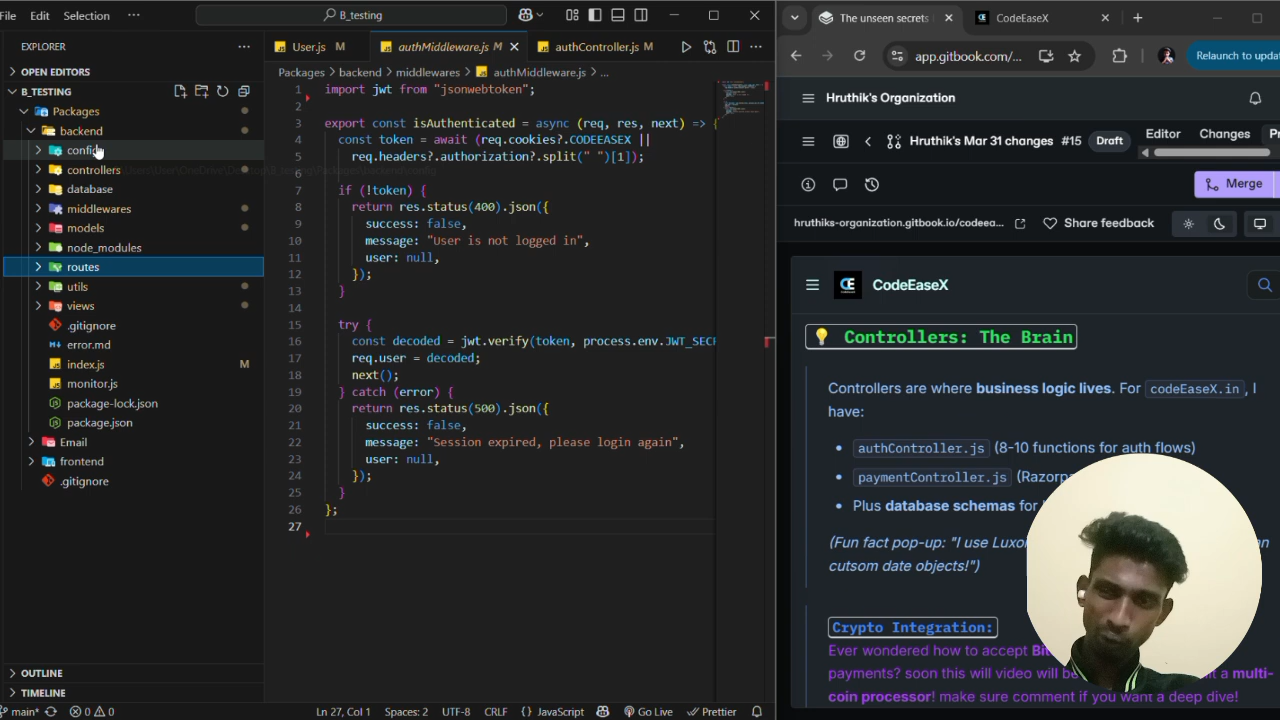 File Edit Selection ... B_testing
EXPLORER ...
OPEN EDITORS
B_TESTING
Packages
backend
config
controllers
database
middlewares
models
node_modules
routes
utils
views
.gitignore
error.md
index.js M
monitor.js
package-lock.json
package.json
Email
frontend
.gitignore
OUTLINE
TIMELINE
User.js M authMiddleware.js M authController.js M
Packages > backend > middlewares > authMiddleware.js > ...
1 import jwt from "jsonwebtoken";
2
3 export const isAuthenticated = async (req, res, next) => {
4 const token = await (req.cookies?.CODEEASEX ||
5 req.headers?.authorization?.split(" ")[1]);
6
7 if (!token) {
8 return res.status(400).json({
9 success: false,
10 message: "User is not logged in",
11 user: null,
12 });
13 }
14
15 try {
16 const decoded = jwt.verify(token, process.env.JWT_SECR
17 req.user = decoded;
18 next();
19 } catch (error) {
20 return res.status(500).json({
21 success: false,
22 message: "Session expired, please login again",
23 user: null,
24 });
25 }
26 };
27
main* 0 0 Ln 27, Col 1 Spaces: 2 UTF-8 CRLF {} JavaScript Go Live Prettier
The unseen secrets CodeEaseX
app.gitbook.com/... Relaunch to upda
Hruthik's Organization
Hruthik's Mar 31 changes #15 Draft Editor Changes Pr
Merge
hruthiks-organization.gitbook.io/codeea... Share feedback
CE CodeEaseX
💡 Controllers: The Brain
Controllers are where business logic lives. For codeEaseX.in, I
have:
• authController.js (8-10 functions for auth flows)
• paymentController.js (Razorpa
• Plus database schemas for
(Fun fact pop-up: "I use Luxo
cutsom date objects!")
Crypto Integration:
Ever wondered how to accept Bi
payments? soon this will video will be t a multi-
coin processor! make sure comment if you want a deep dive!